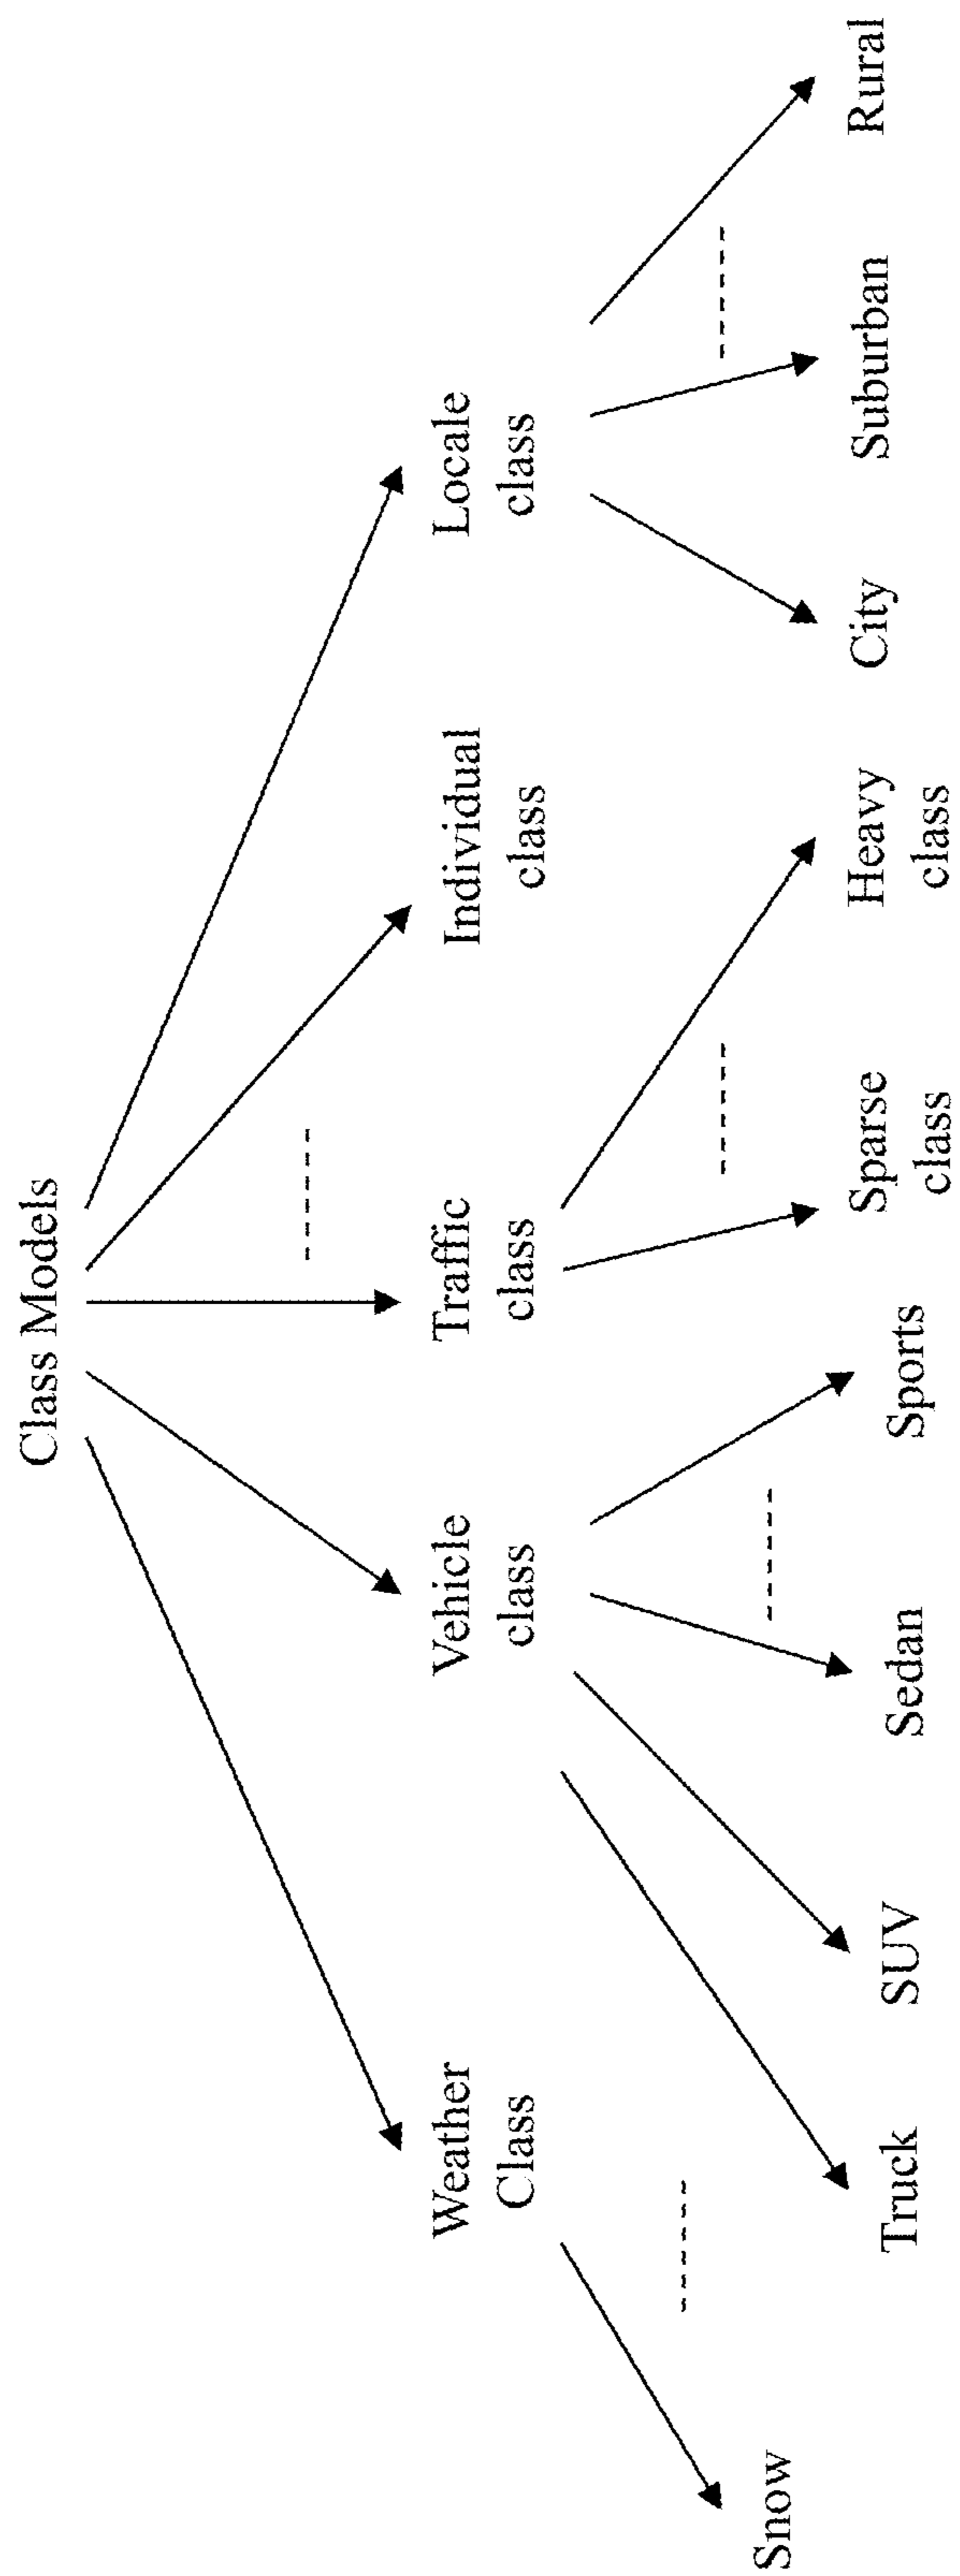 Class Models
Weather
Class
Vehicle
class
Traffic
class
Individual
class
Locale
class
Snow
Truck
SUV
Sedan
Sports
Sparse
class
Heavy
class
City
Suburban
Rural